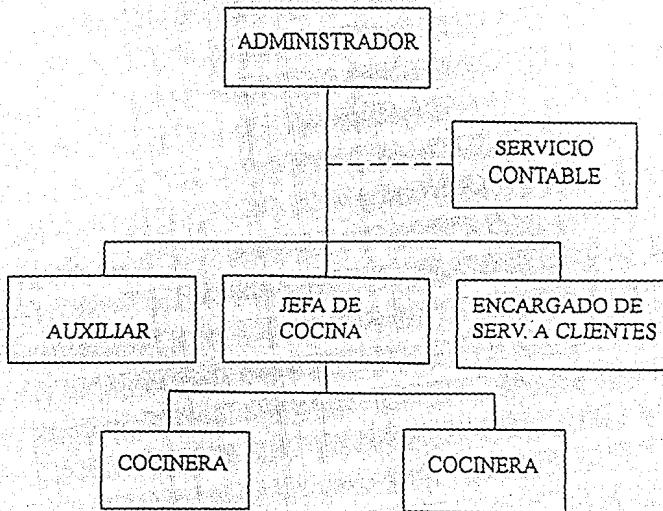 ADMINISTRADOR
SERVICIO
CONTABLE
AUXILIAR
JEFA DE
COCINA
ENCARGADO DE
SERV. A CLIENTES
COCINERA
COCINERA